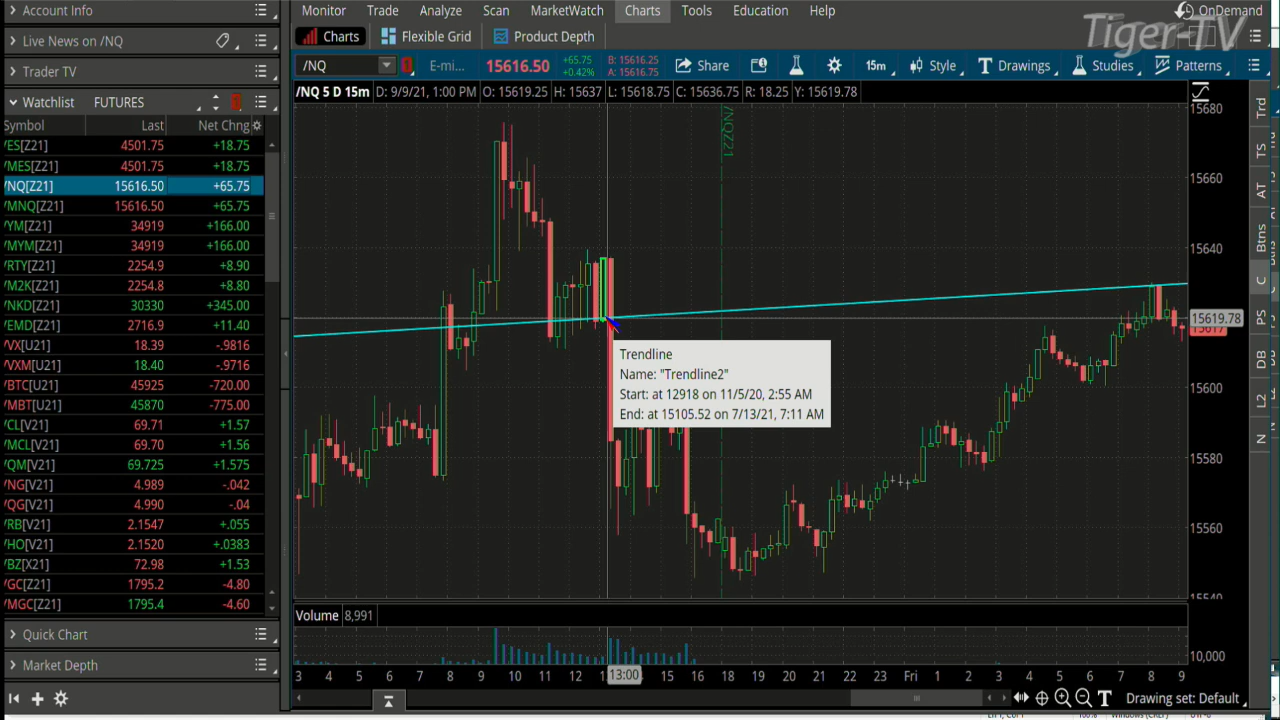 Account Info
Live News on /NQ
Trader TV
Watchlist FUTURES
Symbol Last Net Chng
/ES[Z21] 4501.75 +18.75
/MES[Z21] 4501.75 +18.75
/NQ[Z21] 15616.50 +65.75
/MNQ[Z21] 15616.50 +65.75
/YM[Z21] 34919 +166.00
/MYM[Z21] 34919 +166.00
/RTY[Z21] 2254.9 +8.90
/M2K[Z21] 2254.8 +8.80
/NKD[Z21] 30330 +345.00
/EMD[Z21] 2716.9 +11.40
/VX[U21] 18.39 -.9816
/VXM[U21] 18.40 -.9716
/BTC[U21] 45925 -720.00
/MBT[U21] 45870 -775.00
/CL[V21] 69.71 +1.57
/MCL[V21] 69.70 +1.56
/QM[V21] 69.725 +1.575
/NG[V21] 4.989 -.042
/QG[V21] 4.990 -.04
/RB[V21] 2.1547 +.055
/HO[V21] 2.1520 +.0383
/BZ[X21] 72.98 +1.53
/GC[Z21] 1795.2 -4.80
/MGC[Z21] 1795.4 -4.60
Quick Chart
Market Depth
Monitor Trade Analyze Scan MarketWatch Charts Tools Education Help OnDemand
Tiger-TV
Charts Flexible Grid Product Depth
/NQ E-mi... 15616.50 +65.75 +0.42% B: 15616.25 A: 15616.75 Share 15m Style Drawings Studies Patterns
/NQ 5 D 15m D: 9/9/21, 1:00 PM O: 15619.25 H: 15637 L: 15618.75 C: 15636.75 R: 18.25 Y: 15619.78
/NQZ21
15680
15660
15640
15619.78
15617
15600
15580
15560
15540
Trendline
Name: "Trendline2"
Start: at 12918 on 11/5/20, 2:55 AM
End: at 15105.52 on 7/13/21, 7:11 AM
Volume 8,991
10,000
3 4 5 6 7 8 9 10 11 12 13:00 15 16 17 19 20 21 22 23 Fri 1 2 3 4 5 6 7 8 9
Drawing set: Default
Trd
TS
AT
Btns
C
PS
DB
L2
N